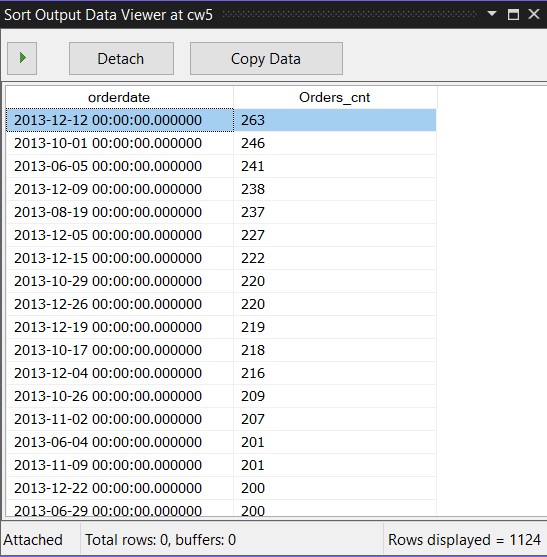 Sort Output Data Viewer at cw5
Detach Copy Data
orderdate Orders_cnt
2013-12-12 00:00:00.000000 263
2013-10-01 00:00:00.000000 246
2013-06-05 00:00:00.000000 241
2013-12-09 00:00:00.000000 238
2013-08-19 00:00:00.000000 237
2013-12-05 00:00:00.000000 227
2013-12-15 00:00:00.000000 222
2013-10-29 00:00:00.000000 220
2013-12-26 00:00:00.000000 220
2013-12-19 00:00:00.000000 219
2013-10-17 00:00:00.000000 218
2013-12-04 00:00:00.000000 216
2013-10-26 00:00:00.000000 209
2013-11-02 00:00:00.000000 207
2013-06-04 00:00:00.000000 201
2013-11-09 00:00:00.000000 201
2013-12-22 00:00:00.000000 200
2013-06-29 00:00:00.000000 200
Attached Total rows: 0, buffers: 0 Rows displayed = 1124